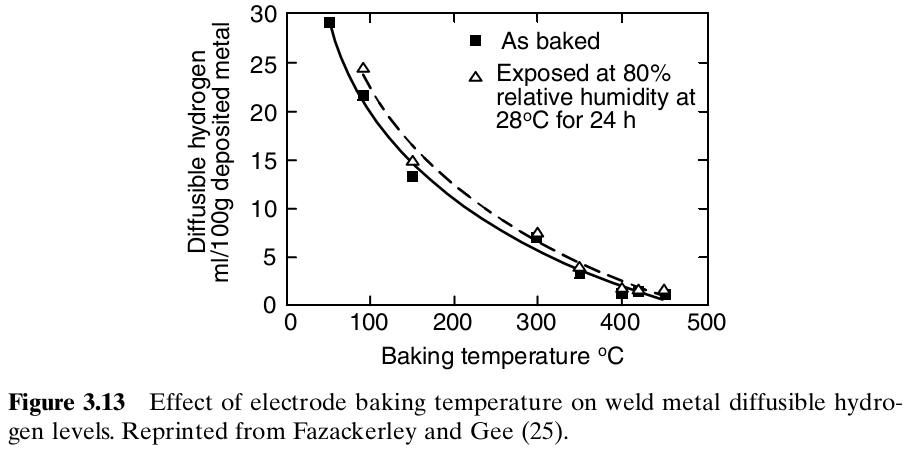 30
25
20
15
10
5
0
Diffusible hydrogen
ml/100g deposited metal
As baked
Exposed at 80%
relative humidity at
28ºC for 24 h
0 100 200 300 400 500
Baking temperature ºC
Figure 3.13 Effect of electrode baking temperature on weld metal diffusible hydro-
gen levels. Reprinted from Fazackerley and Gee (25).